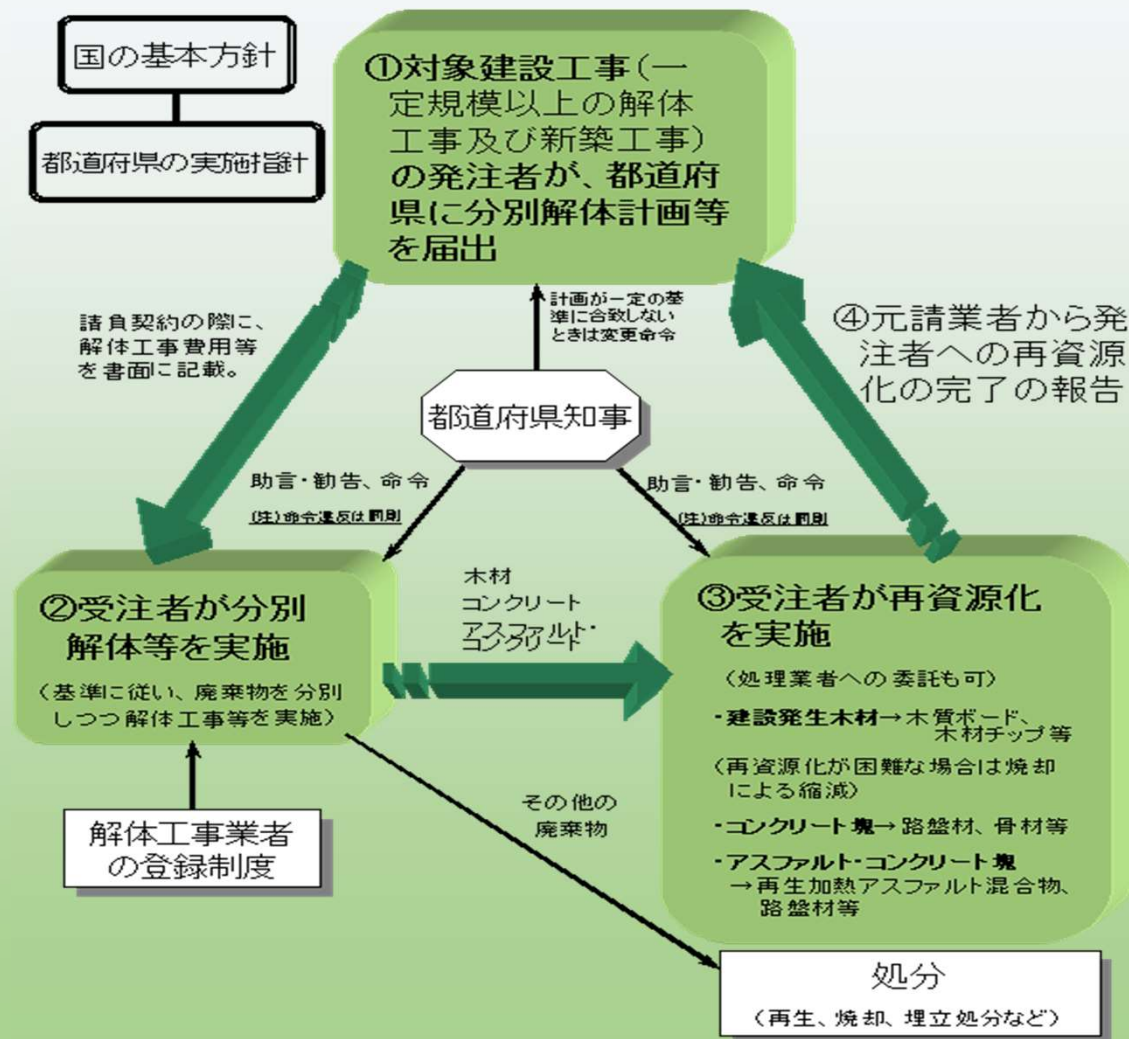 国の基本方針
都道府県の実施指針
①対象建設工事(一
定規模以上の解体
工事及び新築工事)
の発注者が、都道府
県に分別解体計画等
を届出
請負契約の際に、
解体工事費用等
を書面に記載。
計画が一定の基
準に合致しない
ときは変更命令
④元請業者から発
注者への再資源
化の完了の報告
都道府県知事
助言・勧告、命令
(注)命令違反は罰則
助言・勧告、命令
(注)命令違反は罰則
②受注者が分別
解体等を実施
(基準に従い、廃棄物を分別
しつつ解体工事等を実施)
木材
コンクリート
アスファルト・
コンクリート
③受注者が再資源化
を実施
(処理業者への委託も可)
・建設発生木材→木質ボード、
木材チップ等
(再資源化が困難な場合は焼却
による縮減)
・コンクリート塊→路盤材、骨材等
・アスファルト・コンクリート塊
→再生加熱アスファルト混合物、
路盤材等
解体工事業者
の登録制度
その他の
廃棄物
処分
(再生、焼却、埋立処分など)